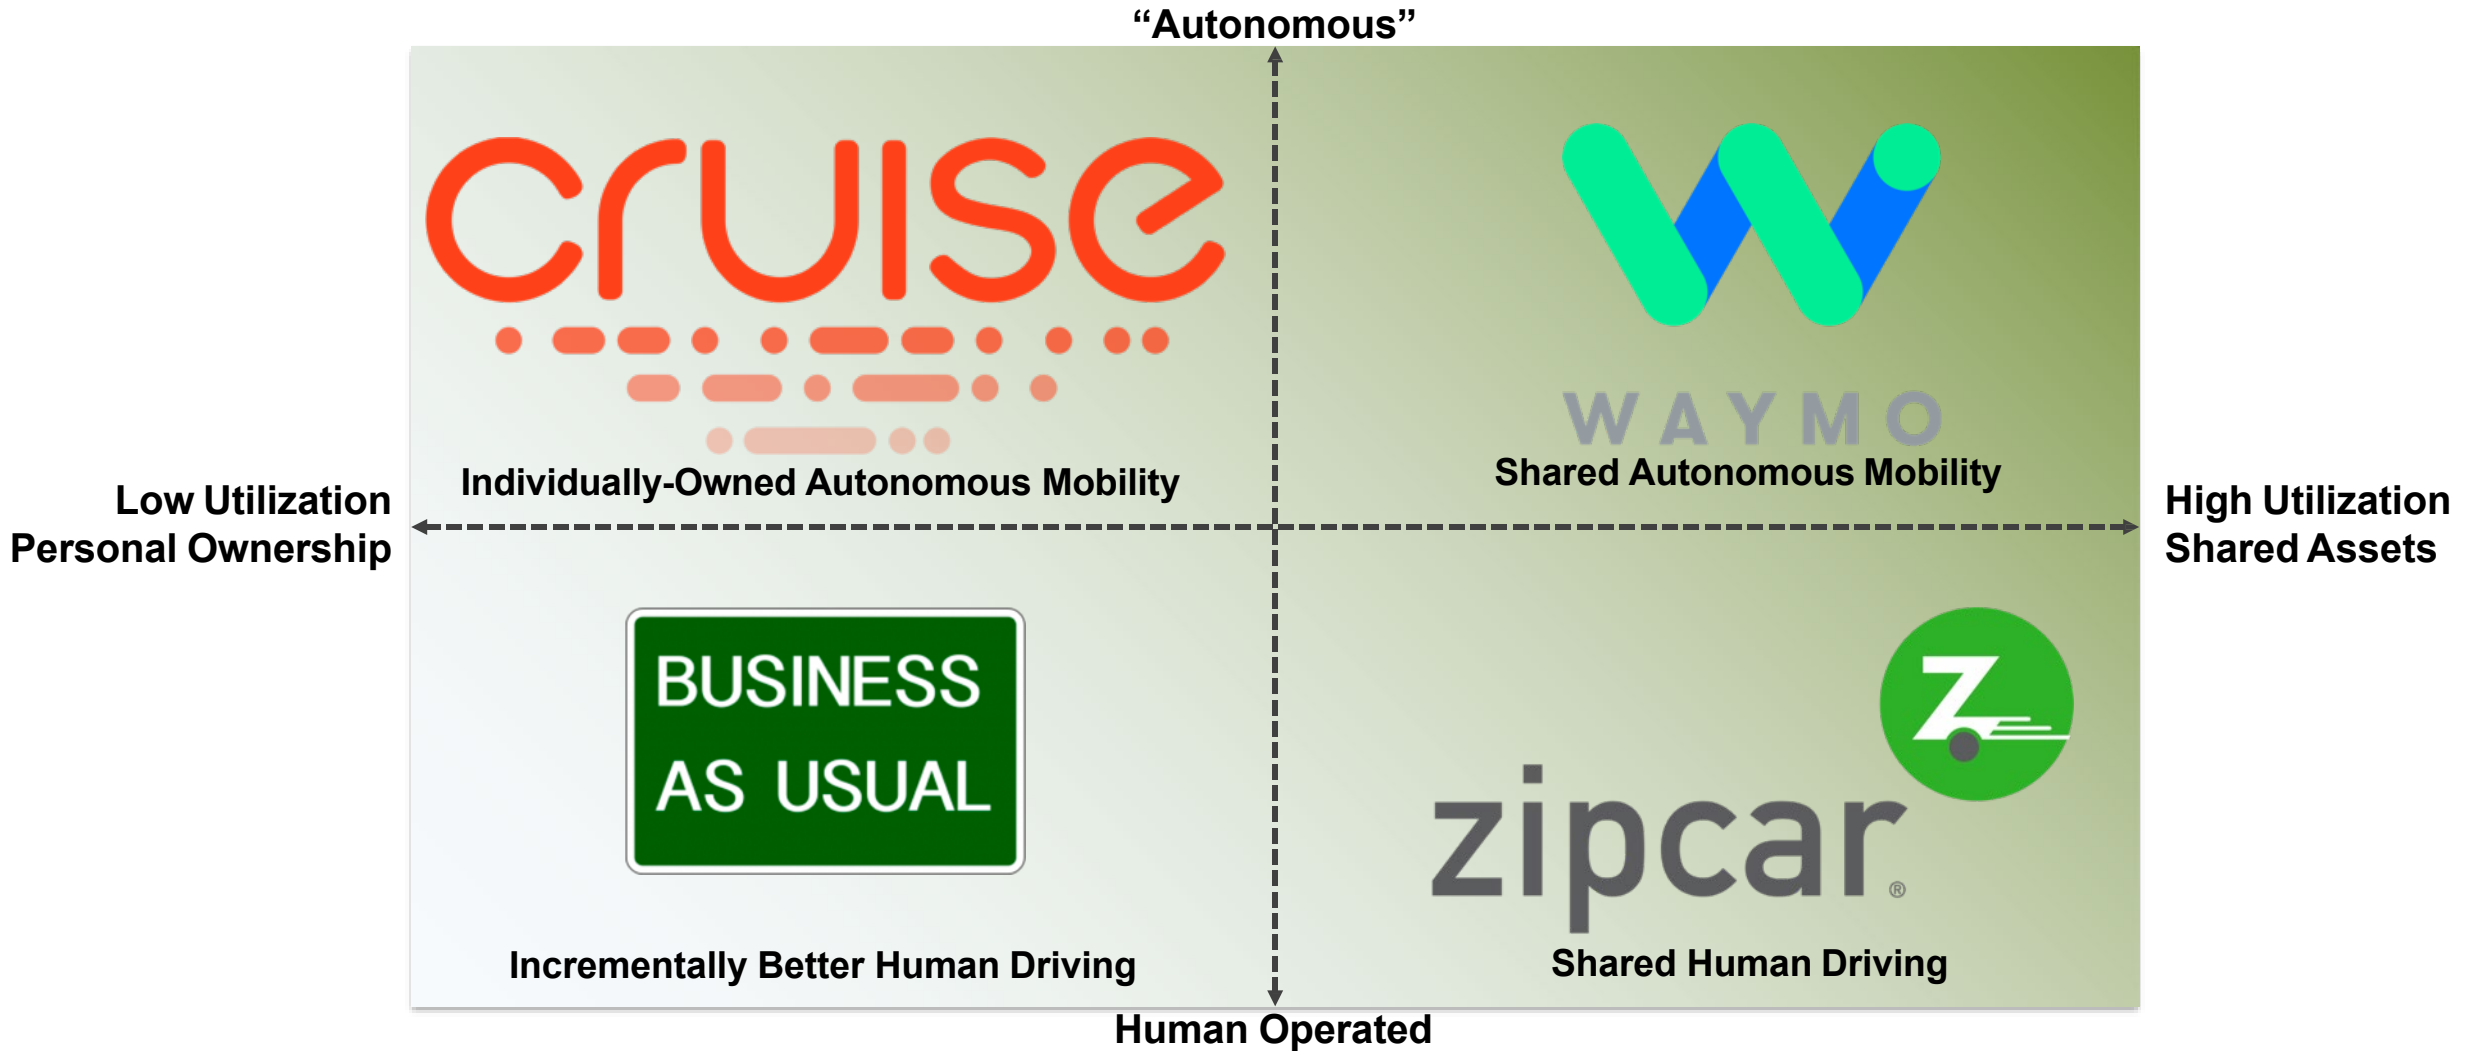 “Autonomous”
cruise
WAYMO
Individually-Owned Autonomous Mobility
Shared Autonomous Mobility
Low Utilization
Personal Ownership
High Utilization
Shared Assets
BUSINESS
AS USUAL
Z
zipcar®
Incrementally Better Human Driving
Shared Human Driving
Human Operated